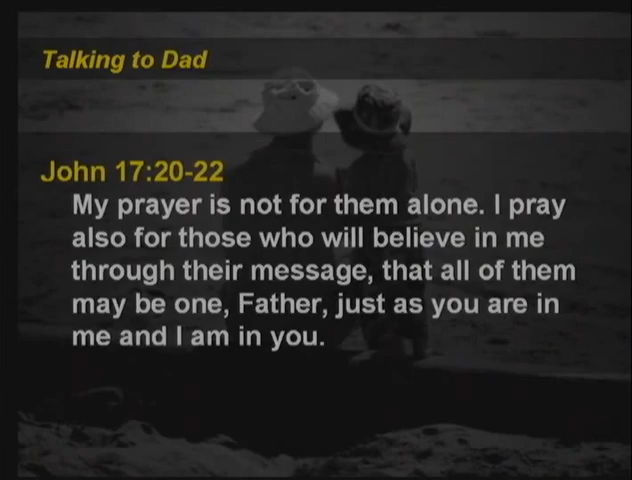 Talking to Dad
John 17:20-22
My prayer is not for them alone. I pray
also for those who will believe in me
through their message, that all of them
may be one, Father, just as you are in
me and I am in you.